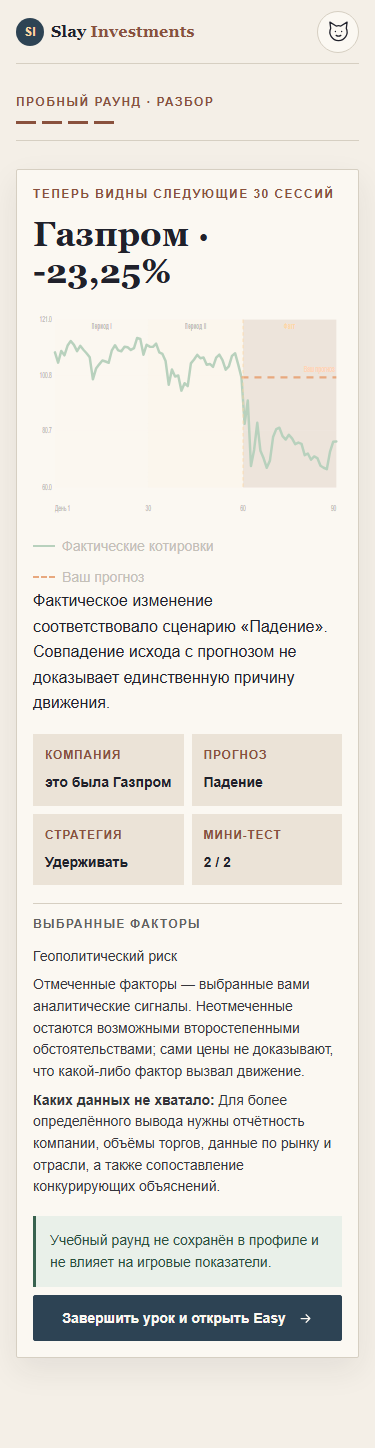 SI Slay Investments
ПРОБНЫЙ РАУНД · РАЗБОР
ТЕПЕРЬ ВИДНЫ СЛЕДУЮЩИЕ 30 СЕССИЙ
Газпром ·
-23,25%
121.0
Период I
Период II
100.8
80.7
60.0
День 1
30
60
90
Фактические котировки
Ваш прогноз
Фактическое изменение
соответствовало сценарию «Падение».
Совпадение исхода с прогнозом не
доказывает единственную причину
движения.
КОМПАНИЯ
это была Газпром
ПРОГНОЗ
Падение
СТРАТЕГИЯ
Удерживать
МИНИ-ТЕСТ
2 / 2
ВЫБРАННЫЕ ФАКТОРЫ
Геополитический риск
Отмеченные факторы — выбранные вами
аналитические сигналы. Неотмеченные
остаются возможными второстепенными
обстоятельствами; сами цены не доказывают,
что какой-либо фактор вызвал движение.
Каких данных не хватало: Для более
определённого вывода нужны отчётность
компании, объёмы торгов, данные по рынку и
отрасли, а также сопоставление
конкурирующих объяснений.
Учебный раунд не сохранён в профиле и
не влияет на игровые показатели.
Завершить урок и открыть Easy →